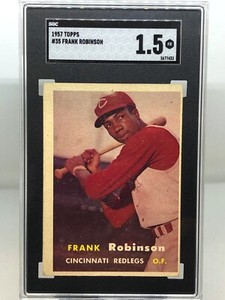 SGC
1957 TOPPS
#35 FRANK ROBINSON
1.5
FRANK Robinson
CINCINNATI REDLEGS O.F.